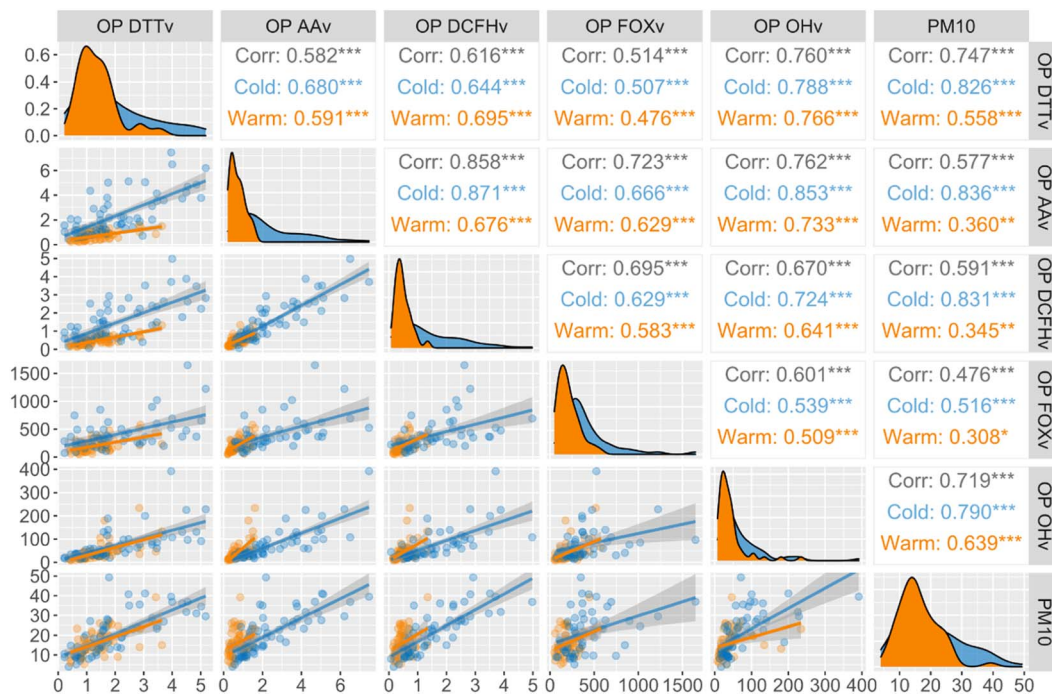 OP DTTv OP AAv OP DCFHv OP FOXv OP OHv PM10
0.6 Corr: 0.582*** Corr: 0.616*** Corr: 0.514*** Corr: 0.760*** Corr: 0.747*** OP DTTv
0.4 Cold: 0.680*** Cold: 0.644*** Cold: 0.507*** Cold: 0.788*** Cold: 0.826***
0.2 Warm: 0.591*** Warm: 0.695*** Warm: 0.476*** Warm: 0.766*** Warm: 0.558***
0.0
6 Corr: 0.858*** Corr: 0.723*** Corr: 0.762*** Corr: 0.577*** OP AAv
4 Cold: 0.871*** Cold: 0.666*** Cold: 0.853*** Cold: 0.836***
2 Warm: 0.676*** Warm: 0.629*** Warm: 0.733*** Warm: 0.360**
0
5 Corr: 0.695*** Corr: 0.670*** Corr: 0.591*** OP DCFHv
4
3 Cold: 0.629*** Cold: 0.724*** Cold: 0.831***
2
1 Warm: 0.583*** Warm: 0.641*** Warm: 0.345**
0
1500 Corr: 0.601*** Corr: 0.476*** OP FOXv
1000 Cold: 0.539*** Cold: 0.516***
500 Warm: 0.509*** Warm: 0.308*
0
400 Corr: 0.719*** OP OHv
300
200 Cold: 0.790***
100 Warm: 0.639***
0
50 PM10
40
30
20
10
0 1 2 3 4 5 0 2 4 6 0 1 2 3 4 5 0 500 1000 1500 0 100 200 300 400 10 20 30 40 50